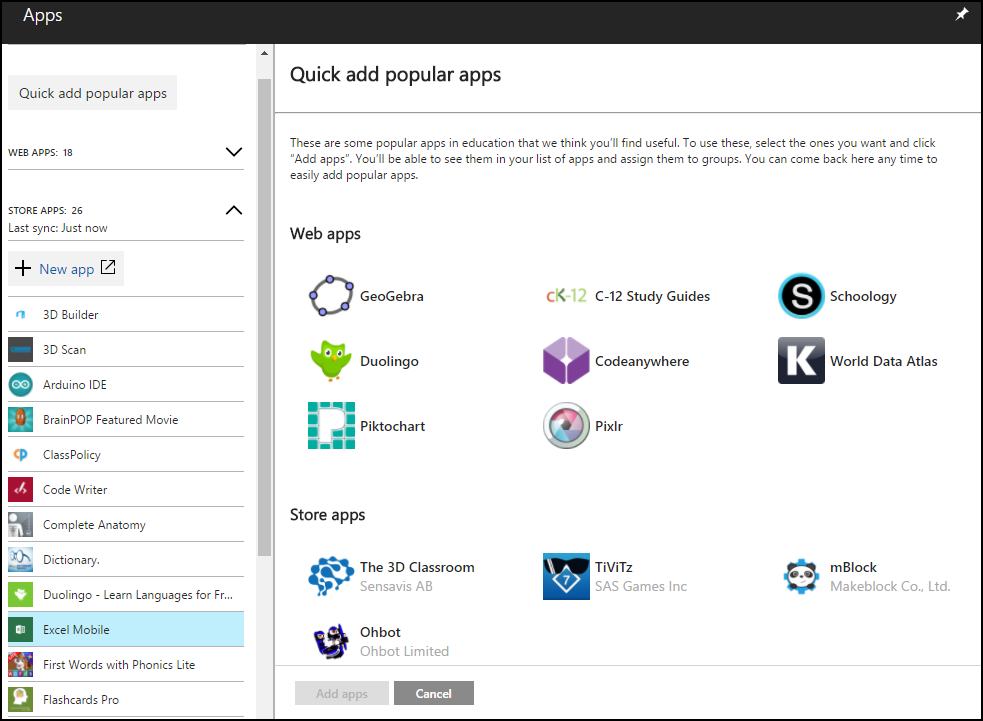 Apps
Quick add popular apps
WEB APPS: 18
STORE APPS: 26
Last sync: Just now
New app
3D Builder
3D Scan
Arduino IDE
BrainPOP Featured Movie
ClassPolicy
Code Writer
Complete Anatomy
Dictionary.
Duolingo - Learn Languages for Fr...
Excel Mobile
First Words with Phonics Lite
Flashcards Pro
Quick add popular apps
These are some popular apps in education that we think you'll find useful. To use these, select the ones you want and click
“Add apps”. You'll be able to see them in your list of apps and assign them to groups. You can come back here any time to
easily add popular apps.
Web apps
GeoGebra
cK-12 C-12 Study Guides
S Schoology
Duolingo
Codeanywhere
K World Data Atlas
P Piktochart
Pixlr
Store apps
The 3D Classroom
Sensavis AB
7 TiViTz
SAS Games Inc
mBlock
Makeblock Co., Ltd.
Ohbot
Ohbot Limited
Add apps
Cancel